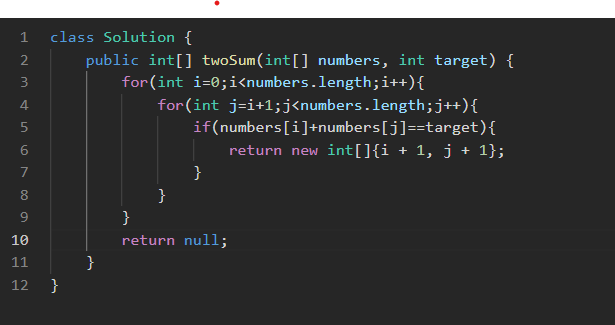 1 class Solution {
2     public int[] twoSum(int[] numbers, int target) {
3         for(int i=0;i<numbers.length;i++){
4             for(int j=i+1;j<numbers.length;j++){
5                 if(numbers[i]+numbers[j]==target){
6                     return new int[]{i + 1, j + 1};
7                 }
8             }
9         }
10         return null;
11     }
12 }